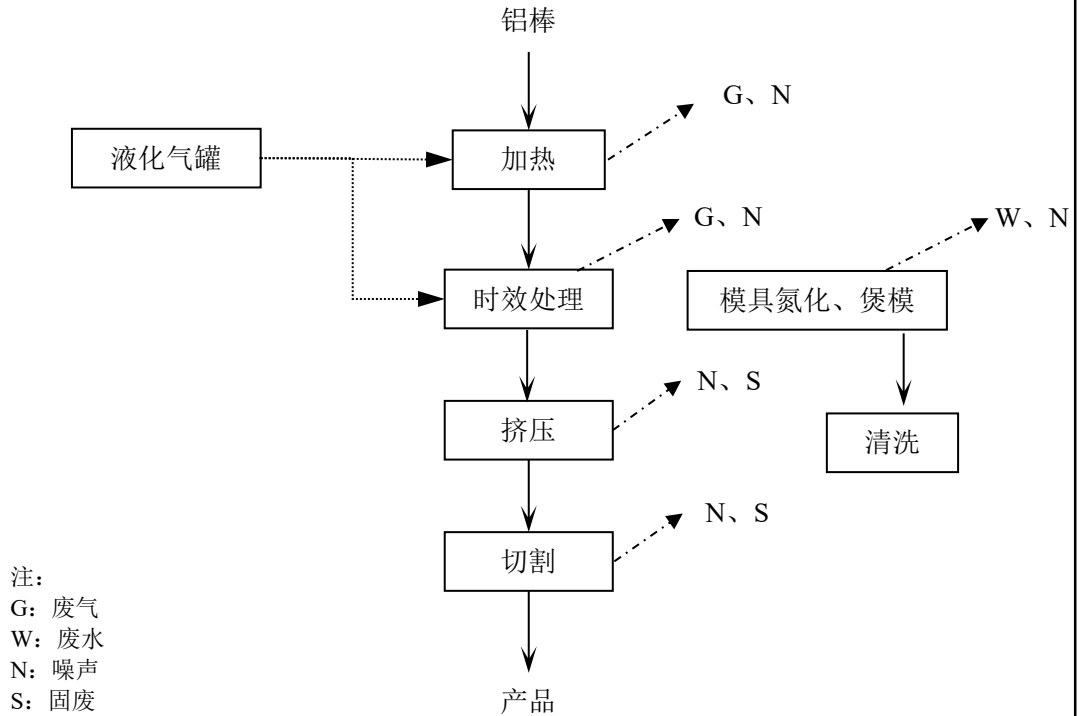 铝棒
G、N
液化气罐
加热
G、N
W、N
时效处理
模具氮化、煲模
N、S
挤压
清洗
N、S
切割
注：
G：废气
W：废水
N：噪声
S：固废
产品